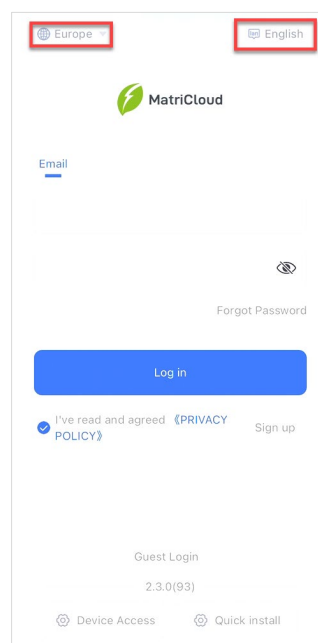 Europe
English
MatriCloud
Email
Forgot Password
Log in
I've read and agreed 《PRIVACY
POLICY》
Sign up
Guest Login
2.3.0(93)
Device Access
Quick install